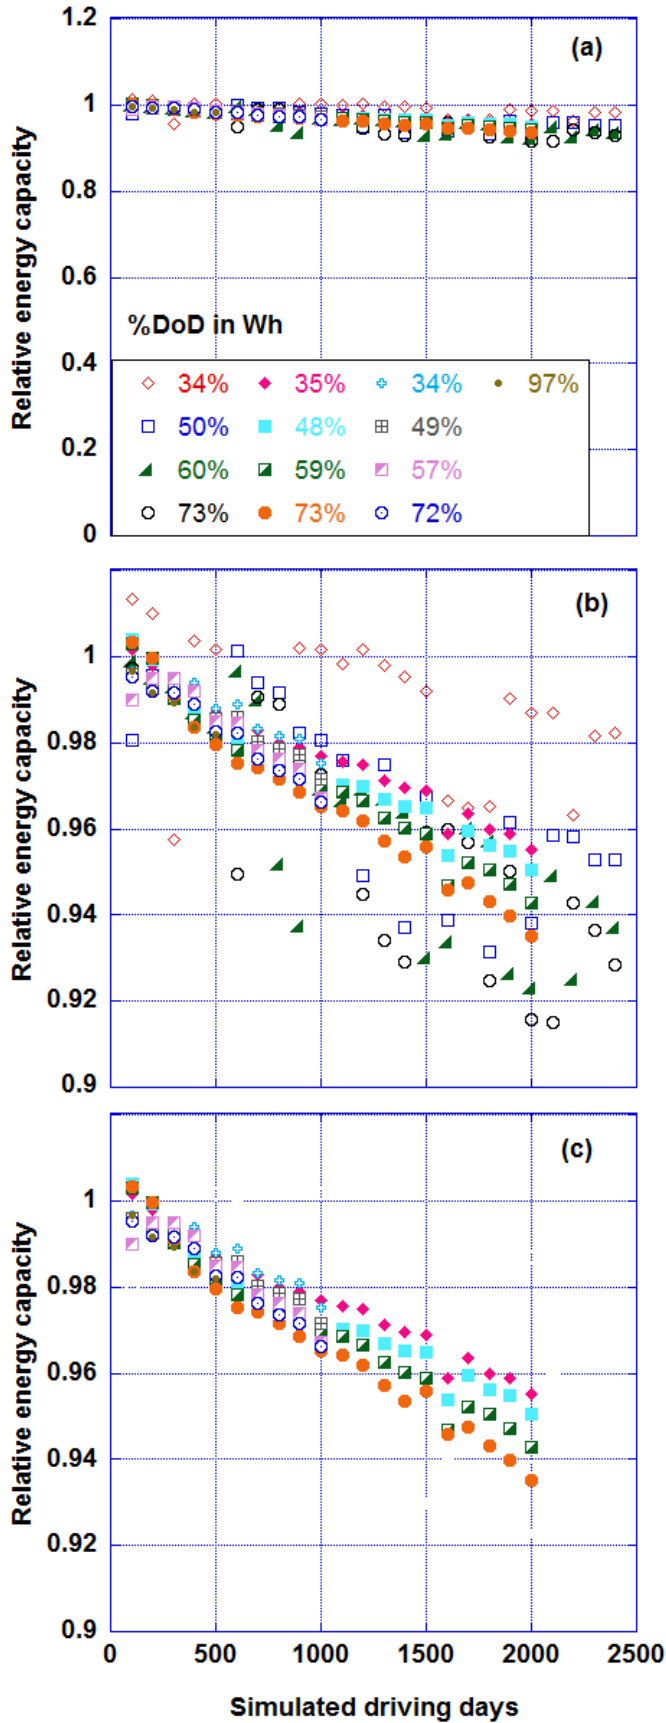 1.2
(a)
1
0.8
0.6
%DoD in Wh
0.4
34% 35% 34% 97%
50% 48% 49%
0.2
60% 59% 57%
73% 73% 72%
0
Relative energy capacity
(b)
1
0.98
0.96
0.94
0.92
0.9
Relative energy capacity
(c)
1
0.98
0.96
0.94
0.92
0.9
Relative energy capacity
0 500 1000 1500 2000 2500
Simulated driving days